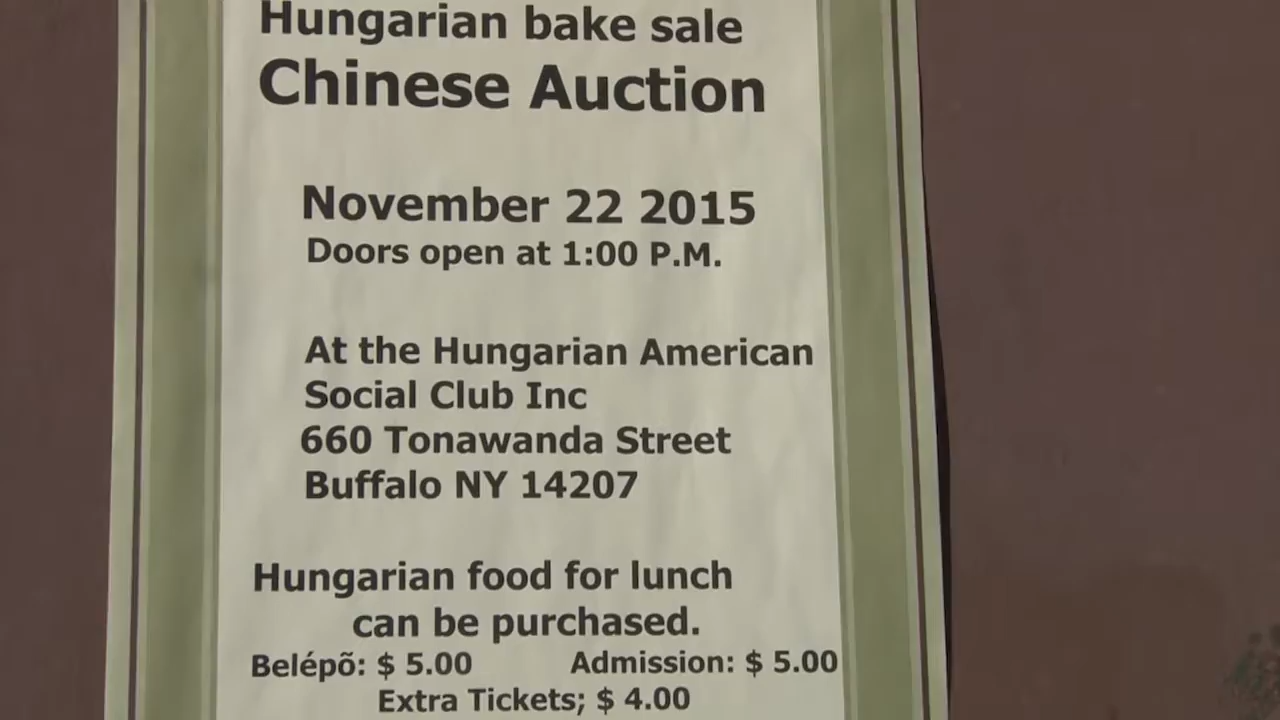 Hungarian bake sale
Chinese Auction
November 22 2015
Doors open at 1:00 P.M.
At the Hungarian American
Social Club Inc
660 Tonawanda Street
Buffalo NY 14207
Hungarian food for lunch
can be purchased.
Belépõ: $ 5.00 Admission: $ 5.00
Extra Tickets; $ 4.00